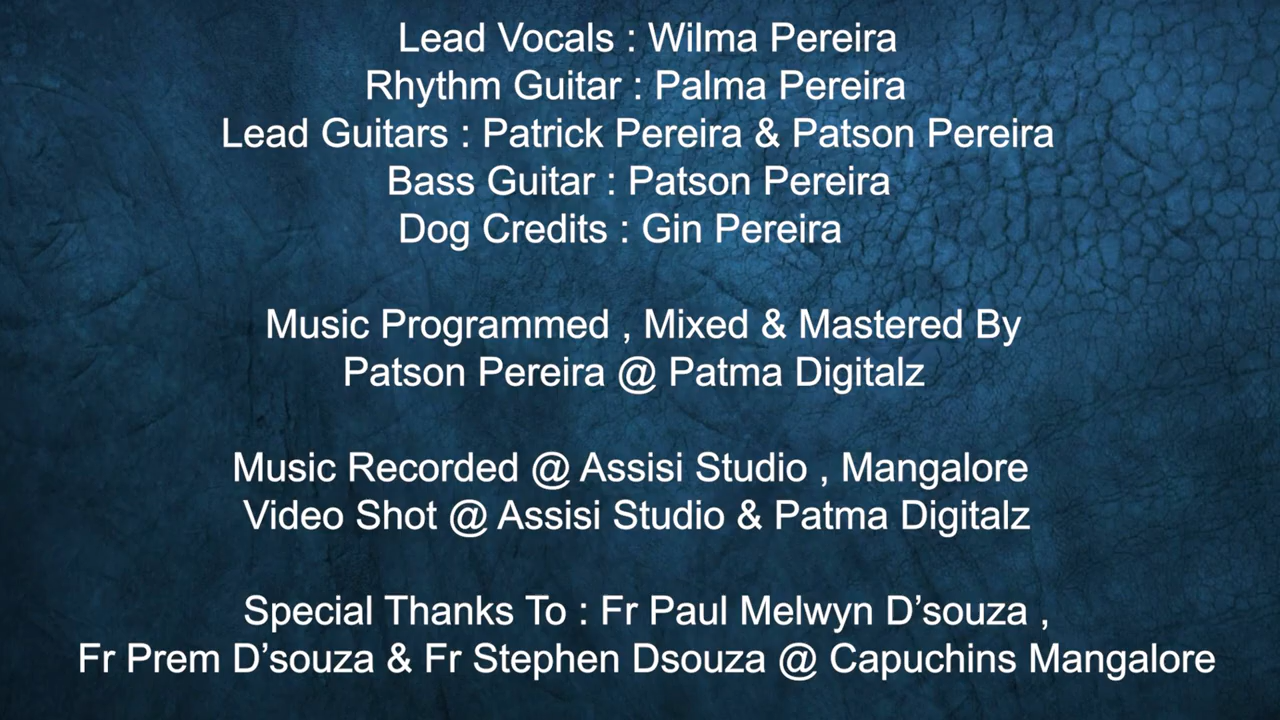 Lead Vocals : Wilma Pereira
Rhythm Guitar : Palma Pereira
Lead Guitars : Patrick Pereira & Patson Pereira
Bass Guitar : Patson Pereira
Dog Credits : Gin Pereira
Music Programmed , Mixed & Mastered By
Patson Pereira @ Patma Digitalz
Music Recorded @ Assisi Studio , Mangalore
Video Shot @ Assisi Studio & Patma Digitalz
Special Thanks To : Fr Paul Melwyn D’souza ,
Fr Prem D’souza & Fr Stephen Dsouza @ Capuchins Mangalore